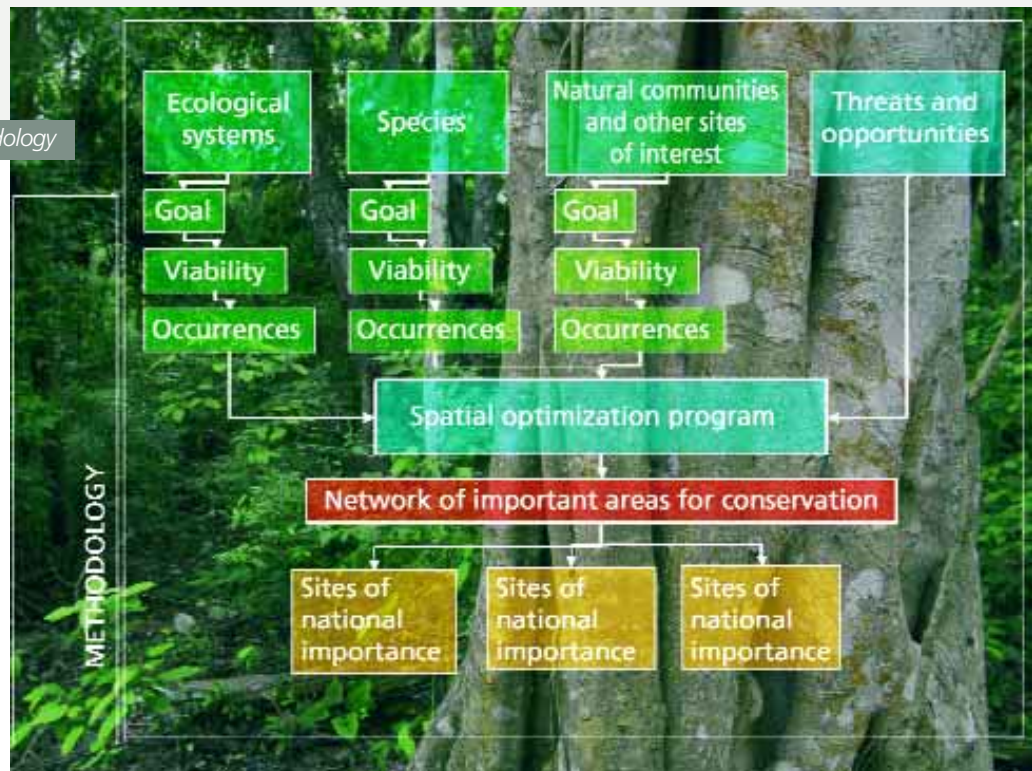 Ecological
systems
Species
Natural communities
and other sites
of interest
Threats and
opportunities
Goal
Goal
Goal
Viability
Viability
Viability
Occurrences
Occurrences
Occurrences
Spatial optimization program
Network of important areas for conservation
Sites of
national
importance
Sites of
national
importance
Sites of
national
importance
METHODOLOGY